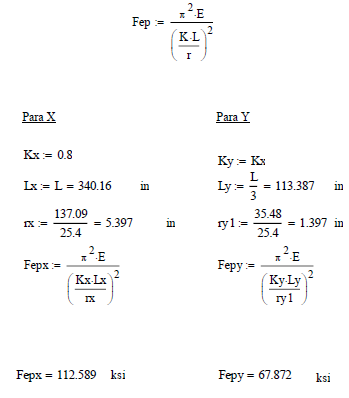 Fep := π²·E / (K·L / r)²
Para X
Kx := 0.8
Lx := L = 340.16 in
rx := 137.09 / 25.4 = 5.397 in
Fepx := π²·E / (Kx·Lx / rx)²
Fepx = 112.589 ksi
Para Y
Ky := Kx
Ly := L / 3 = 113.387 in
ry1 := 35.48 / 25.4 = 1.397 in
Fepy := π²·E / (Ky·Ly / ry1)²
Fepy = 67.872 ksi